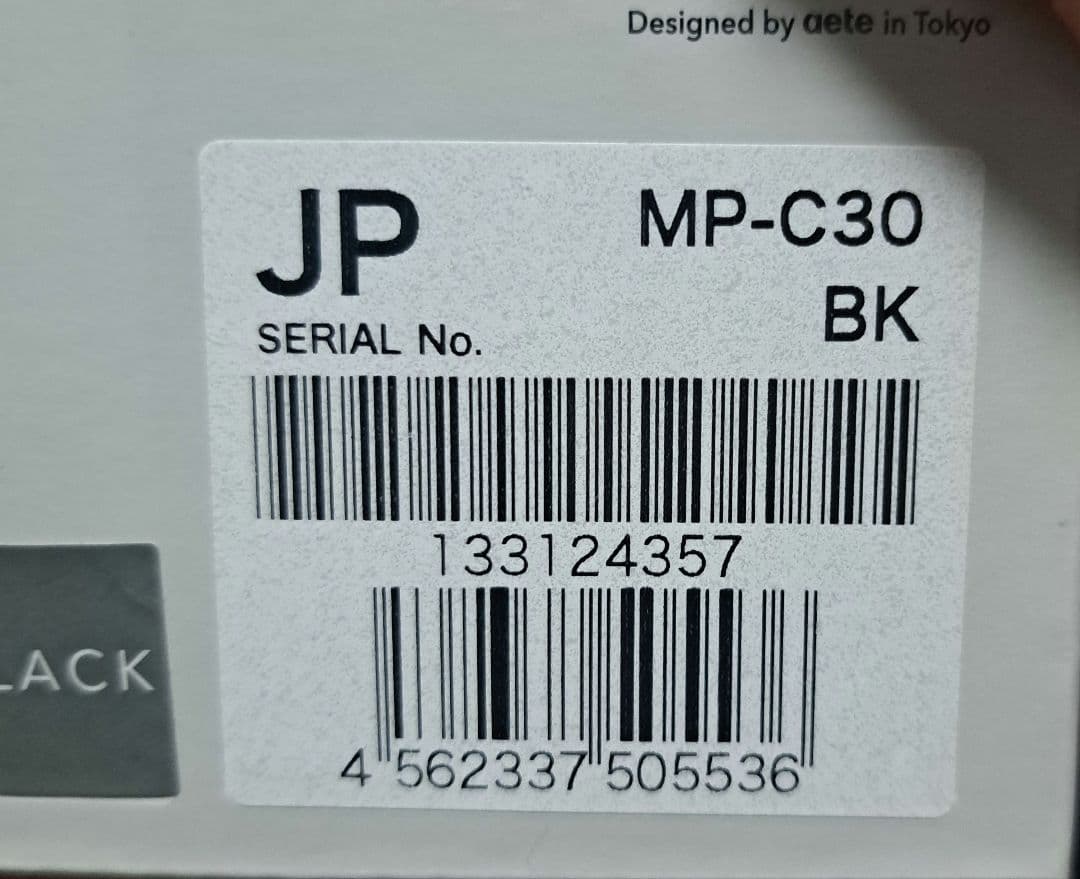 Designed by aete in Tokyo
JP
MP-C30
BK
SERIAL No.
133124357
LACK
4 562337 505536